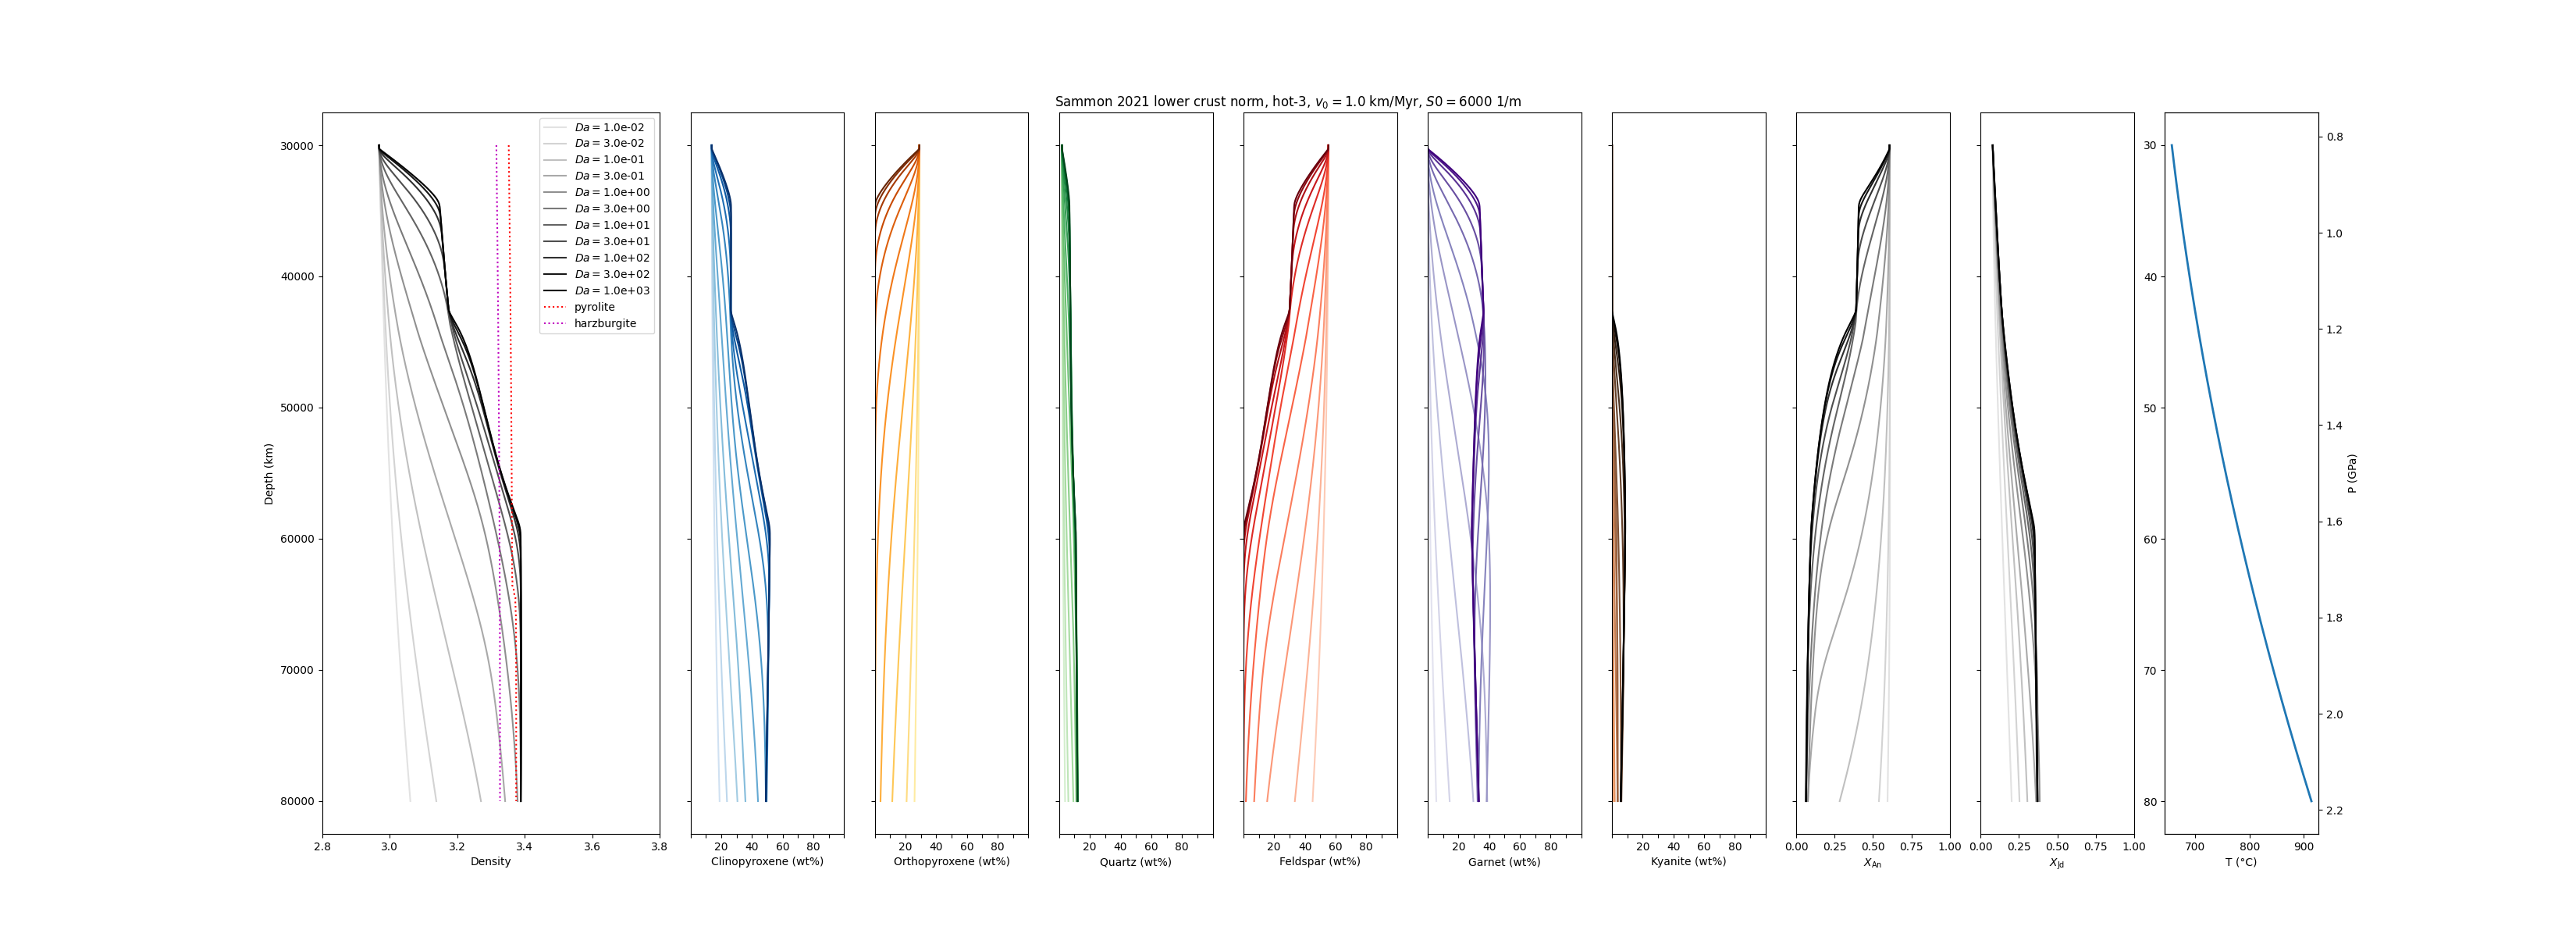 Sammon 2021 lower crust norm, hot-3, v₀ = 1.0 km/Myr, S0 = 6000 1/m
Da = 1.0e-02
Da = 3.0e-02
Da = 1.0e-01
Da = 3.0e-01
Da = 1.0e+00
Da = 3.0e+00
Da = 1.0e+01
Da = 3.0e+01
Da = 1.0e+02
Da = 3.0e+02
Da = 1.0e+03
pyrolite
harzburgite
Depth (km)
30000
40000
50000
60000
70000
80000
2.8 3.0 3.2 3.4 3.6 3.8
Density
20 40 60 80
Clinopyroxene (wt%)
20 40 60 80
Orthopyroxene (wt%)
20 40 60 80
Quartz (wt%)
20 40 60 80
Feldspar (wt%)
20 40 60 80
Garnet (wt%)
20 40 60 80
Kyanite (wt%)
0.00 0.25 0.50 0.75 1.00
X_An
0.00 0.25 0.50 0.75 1.00
X_Jd
30
40
50
60
70
80
700 800 900
T (°C)
0.8
1.0
1.2
1.4
1.6
1.8
2.0
2.2
P (GPa)